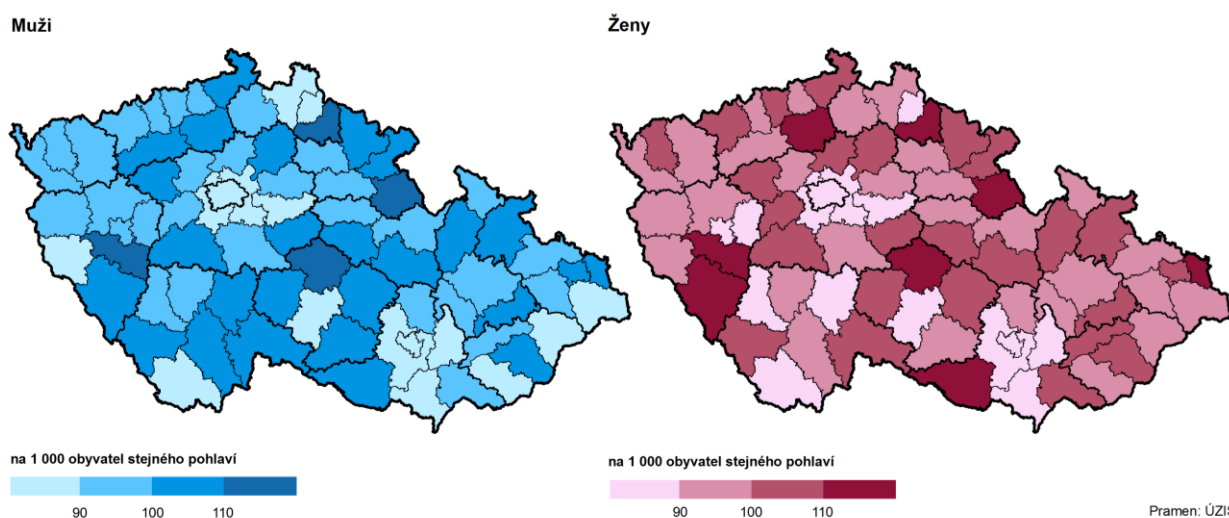 Muži
Ženy
na 1 000 obyvatel stejného pohlaví
90 100 110
na 1 000 obyvatel stejného pohlaví
90 100 110
Pramen: ÚZIS